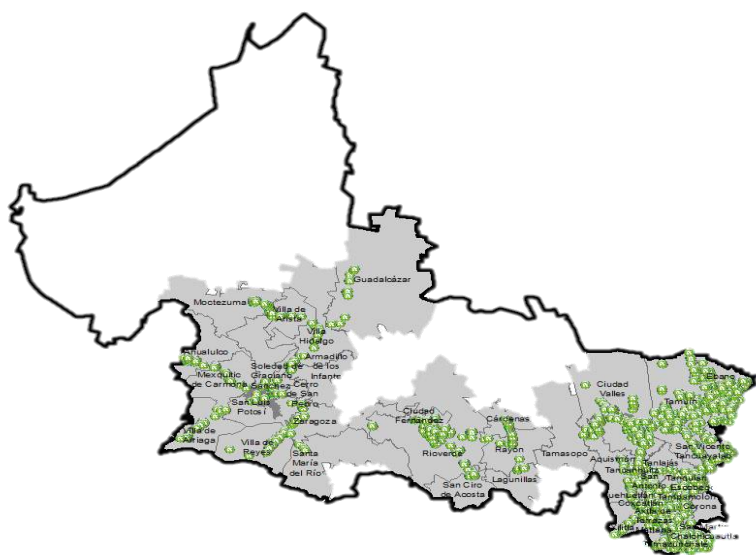 Guadalcázar
Moctezuma
Villa de
Arista
Villa
Hidalgo
Ahualulco
Soledad de
Graciano
Sánchez
Armadillo
de los
Infante
Mexquitic
de Carmona
Cerro
de San
Pedro
San Luis
Potosí
Zaragoza
Villa de
Arriaga
Villa de
Reyes
Santa
María
del Río
Ciudad
Fernández
Rioverde
San Ciro
de Acosta
Cárdenas
Rayón
Lagunillas
Tamasopo
Ciudad
Valles
Ebano
Tamuín
San Vicente
Tancuayalab
Aquismón
Tanlajás
Tancanhuitz
San
Antonio
Tampamolón
Corona
Coxcatlán
Axtla de
Terrazas